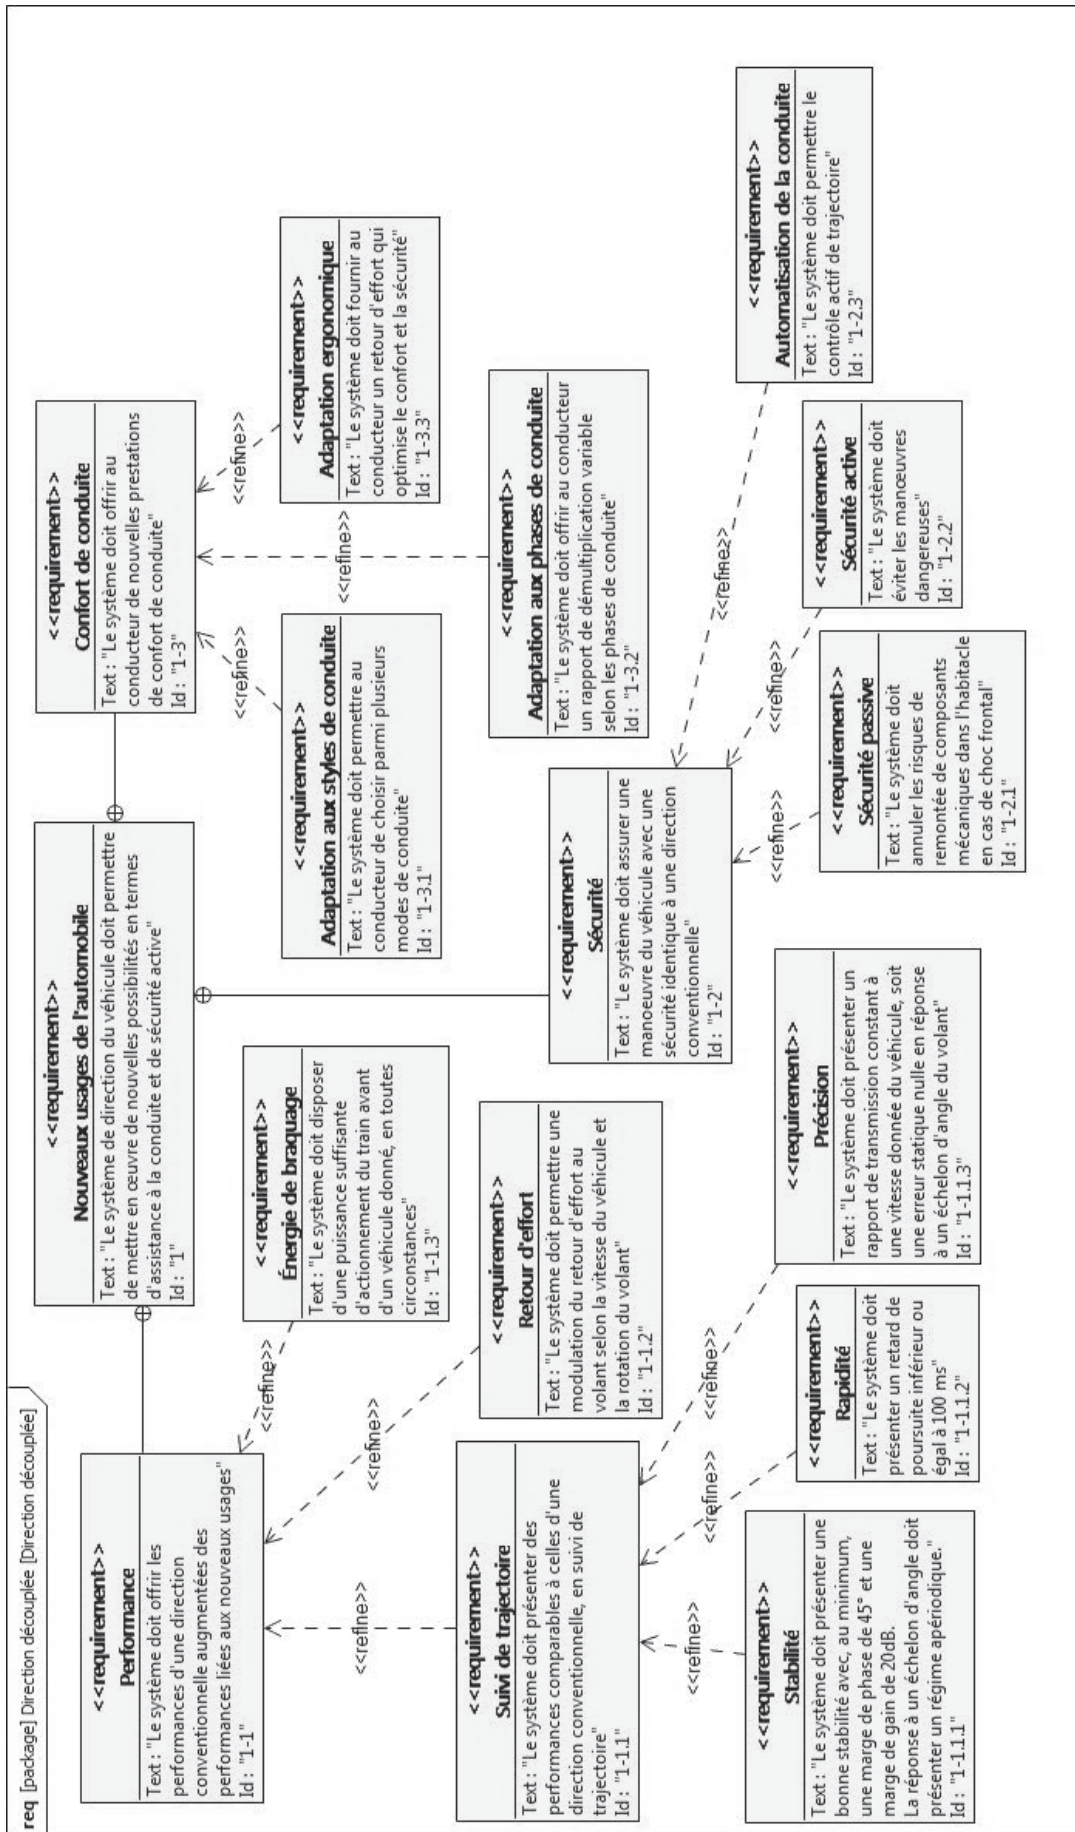 req [package] Direction découplée [Direction découplée]
<<requirement>>
Nouveaux usages de l'automobile
Text : "Le système de direction du véhicule doit permettre
de mettre en œuvre de nouvelles possibilités en termes
d'assistance à la conduite et de sécurité active"
Id : "1"
<<requirement>>
Performance
Text : "Le système doit offrir les
performances d'une direction
conventionnelle augmentées des
performances liées aux nouveaux usages"
Id : "1-1"
<<requirement>>
Confort de conduite
Text : "Le système doit offrir au
conducteur de nouvelles prestations
de confort de conduite"
Id : "1-3"
<<refine>>
<<refine>>
<<refine>>
<<requirement>>
Énergie de braquage
Text : "Le système doit disposer
d'une puissance suffisante
d'actionnement du train avant
d'un véhicule donné, en toutes
circonstances"
Id : "1-1.3"
<<requirement>>
Adaptation aux styles de conduite
Text : "Le système doit permettre au
conducteur de choisir parmi plusieurs
modes de conduite"
Id : "1-3.1"
<<refine>>
<<requirement>>
Adaptation ergonomique
Text : "Le système doit fournir au
conducteur un retour d'effort qui
optimise le confort et la sécurité"
Id : "1-3.3"
<<refine>>
<<refine>>
<<requirement>>
Suivi de trajectoire
Text : "Le système doit présenter des
performances comparables à celles d'une
direction conventionnelle, en suivi de
trajectoire"
Id : "1-1.1"
<<requirement>>
Retour d'effort
Text : "Le système doit permettre une
modulation du retour d'effort au
volant selon la vitesse du véhicule et
la rotation du volant"
Id : "1-1.2"
<<requirement>>
Adaptation aux phases de conduite
Text : "Le système doit offrir au conducteur
un rapport de démultiplication variable
selon les phases de conduite"
Id : "1-3.2"
<<requirement>>
Sécurité
Text : "Le système doit assurer une
manoeuvre du véhicule avec une
sécurité identique à une direction
conventionnelle"
Id : "1-2"
<<refine>>
<<refine>>
<<refine>>
<<refine>>
<<refine>>
<<refine>>
<<requirement>>
Stabilité
Text : "Le système doit présenter une
bonne stabilité avec, au minimum,
une marge de phase de 45° et une
marge de gain de 20dB.
La réponse à un échelon d'angle doit
présenter un régime apériodique."
Id : "1-1.1.1"
<<requirement>>
Rapidité
Text : "Le système doit
présenter un retard de
poursuite inférieur ou
égal à 100 ms"
Id : "1-1.1.2"
<<requirement>>
Précision
Text : "Le système doit présenter un
rapport de transmission constant à
une vitesse donnée du véhicule, soit
une erreur statique nulle en réponse
à un échelon d'angle du volant"
Id : "1-1.1.3"
<<requirement>>
Sécurité passive
Text : "Le système doit
annuler les risques de
remontée de composants
mécaniques dans l'habitacle
en cas de choc frontal"
Id : "1-2.1"
<<requirement>>
Sécurité active
Text : "Le système doit
éviter les manœuvres
dangereuses"
Id : "1-2.2"
<<requirement>>
Automatisation de la conduite
Text : "Le système doit permettre le
contrôle actif de trajectoire"
Id : "1-2.3"